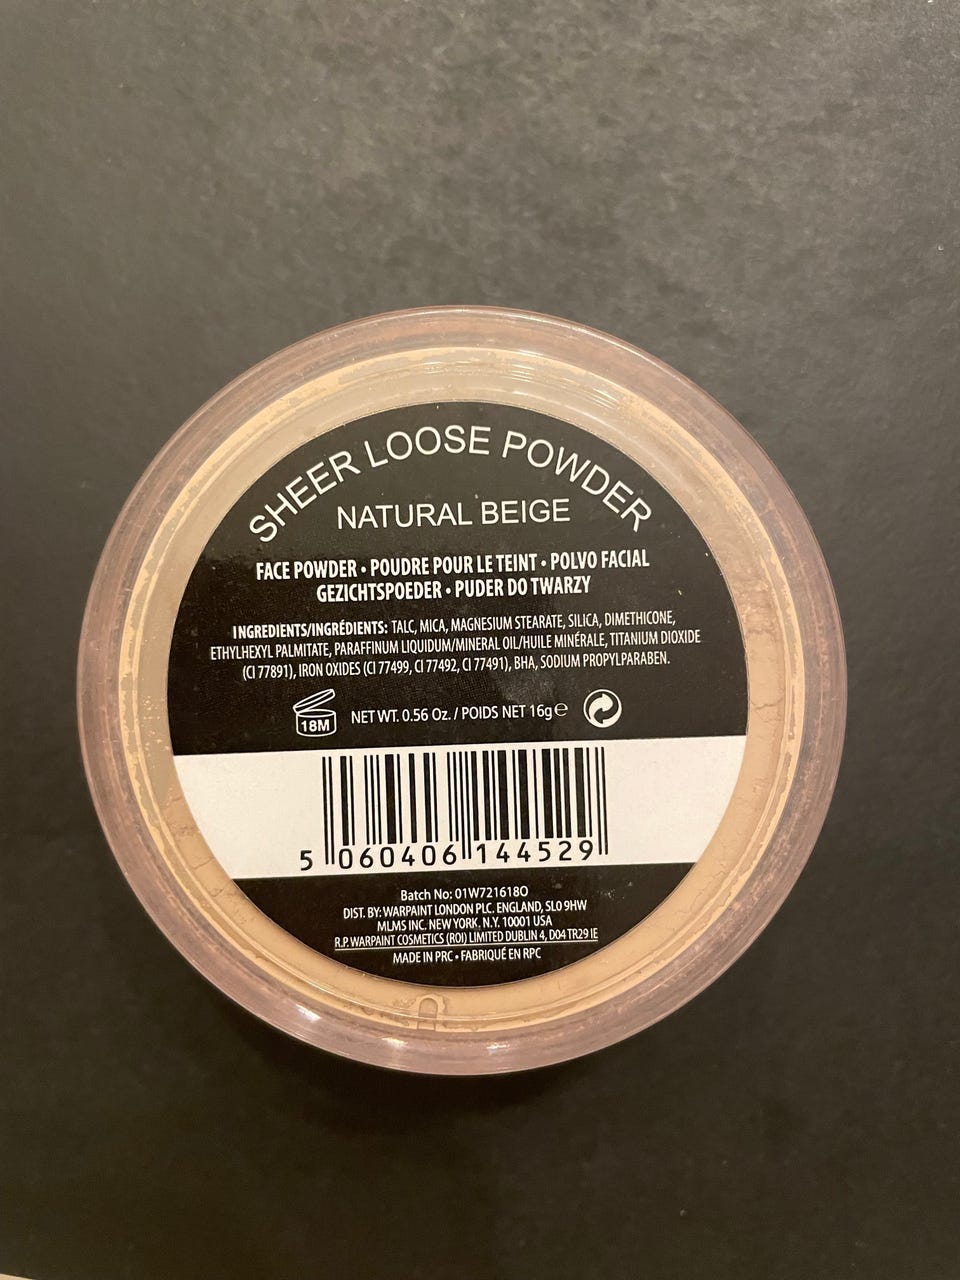 SHEER LOOSE POWDER
NATURAL BEIGE
FACE POWDER • POUDRE POUR LE TEINT • POLVO FACIAL
GEZICHTSPOEDER • PUDER DO TWARZY
INGREDIENTS/INGRÉDIENTS: TALC, MICA, MAGNESIUM STEARATE, SILICA, DIMETHICONE,
ETHYLHEXYL PALMITATE, PARAFFINUM LIQUIDUM/MINERAL OIL/HUILE MINÉRALE, TITANIUM DIOXIDE
(CI 77891), IRON OXIDES (CI 77499, CI 77492, CI 77491), BHA, SODIUM PROPYLPARABEN.
18M NET WT. 0.56 Oz. / POIDS NET 16g ℮
5 060406 144529
Batch No: 01W721618O
DIST. BY: WARPAINT LONDON PLC. ENGLAND, SL0 9HW
MLMS INC. NEW YORK. N.Y. 10001 USA
R.P. WARPAINT COSMETICS (ROI) LIMITED DUBLIN 4, D04 TR29 IE
MADE IN PRC • FABRIQUÉ EN RPC